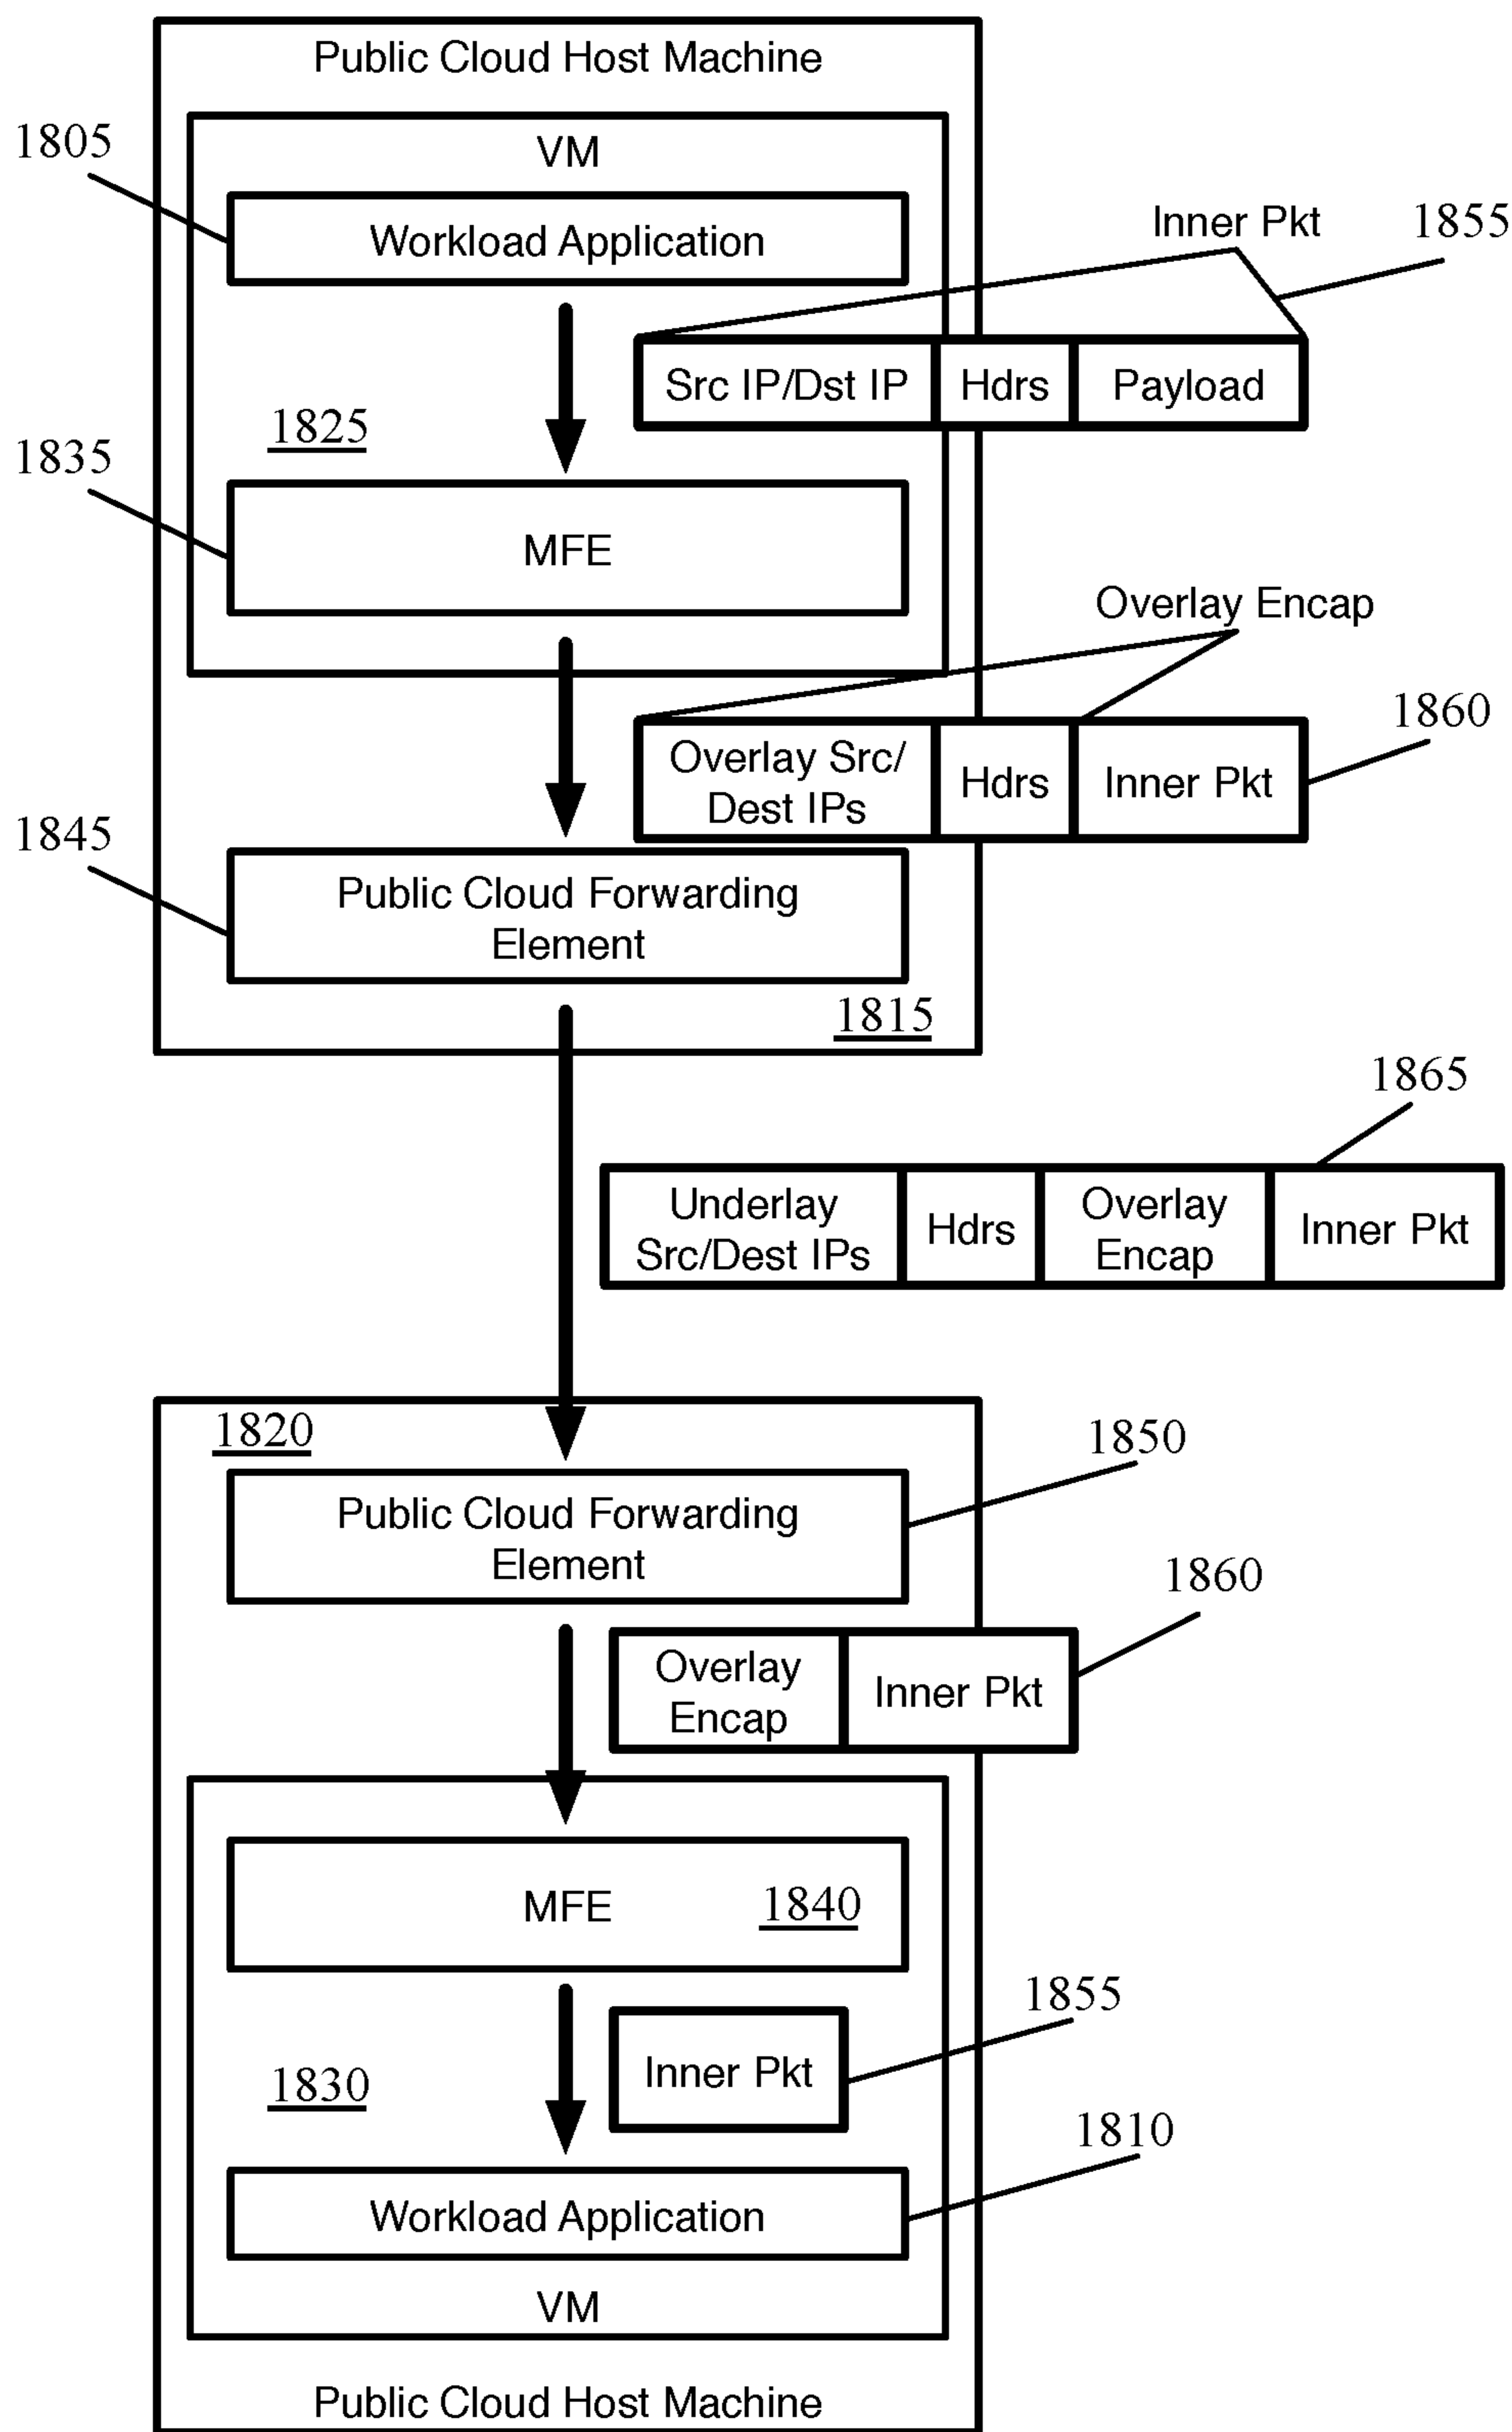 Public Cloud Host Machine
1805
VM
Workload Application
Inner Pkt
1855
Src IP/Dst IP
Hdrs
Payload
1825
1835
MFE
Overlay Encap
1860
Overlay Src/
Dest IPs
Hdrs
Inner Pkt
1845
Public Cloud Forwarding
Element
1815
1865
Underlay
Src/Dest IPs
Hdrs
Overlay
Encap
Inner Pkt
1820
1850
Public Cloud Forwarding
Element
1860
Overlay
Encap
Inner Pkt
MFE
1840
1855
Inner Pkt
1830
1810
Workload Application
VM
Public Cloud Host Machine